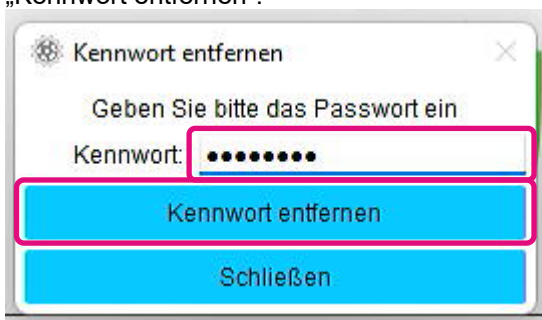 „Kennwort entfernen“.
Kennwort entfernen
Geben Sie bitte das Passwort ein
Kennwort: ●●●●●●●●
Kennwort entfernen
Schließen